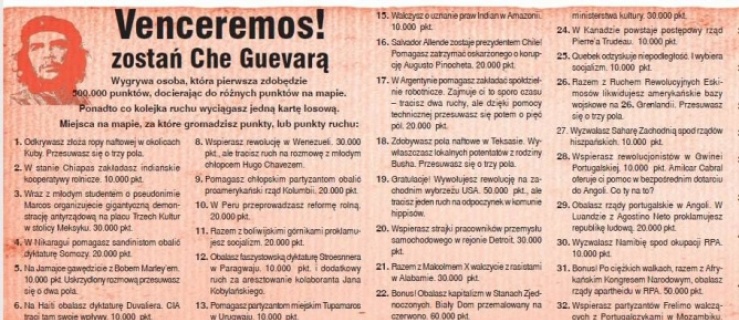 Venceremos!
zostań Che Guevarą
Wygrywa osoba, która pierwsza zdobędzie
500.000 punktów, docierając do różnych punktów na mapie.
Ponadto co kolejka ruchu wyciągasz jedną kartę losową.
Miejsca na mapie, za które gromadzisz punkty, lub punkty ruchu:
1. Odkrywasz złoża ropy naftowej w okolicach
Kuby. Przesuwasz się o trzy pola.
2. W stanie Chiapas zakładasz indiańskie
kooperatywy rolnicze. 10.000 pkt.
3. Wraz z młodym studentem o pseudonimie
Marcos organizujecie gigantyczną demon-
strację antyrządową na placu Trzech Kultur
w stolicy Meksyku. 30.000 pkt.
4. W Nikaragui pomagasz sandinistom obalić
dyktaturę Somozy. 20.000 pkt.
5. Na Jamajce gawędzicie z Bobem Marley'em.
10.000 pkt. Uskrzydlony rozmową przesuwasz
się o dwa pola.
6. Na Haiti obalasz dyktaturę Duvaliera. CIA
traci tam swoje wpływy. 10.000 pkt.
8. Wspierasz rewolucję w Wenezueli. 30.000
pkt., ale tracisz ruch na rozmowę z młodym
chłopcem Hugo Chavezem.
9. Pomagasz chłopskim partyzantom obalić
proamerykański rząd Kolumbii. 20.000 pkt.
10. W Peru przeprowadzasz reformę rolną.
20.000 pkt.
11. Razem z boliwijskimi górnikami proklamu-
jesz socjalizm. 20.000 pkt.
12. Obalasz faszystowską dyktaturę Stroessnera
w Paragwaju. 10.000 pkt. i dodatkowy
ruch za aresztowanie kolaboranta Jana
Kobylańskiego.
13. Pomagasz partyzantom miejskim Tupamaros
w Urugwaju. 10.000 pkt.
15. Walczysz o uznanie praw Indian w Amazonii.
10.000 pkt.
16. Salvador Allende zostaje prezydentem Chile!
Pomagasz zatrzymać oskarżonego o korup-
cję Augusto Pinocheta. 20.000 pkt.
17. W Argentynie pomagasz zakładać spółdziel-
nie robotnicze. Zajmuje ci to sporo czasu
– tracisz dwa ruchy, ale dzięki pomocy
technicznej przesuwasz się potem o pięć
pól. 20.000 pkt.
18. Zdobywasz pola naftowe w Teksasie. Wy-
właszczasz lokalnych potentatów z rodziny
Busha. Przesuwasz się o trzy pola.
19. Gratulacje! Wywołujesz rewolucję na za-
chodnim wybrzeżu USA. 50.000 pkt., ale
tracisz jeden ruch na odpoczynek w komunie
hippisów.
20. Wspierasz strajki pracowników przemysłu
samochodowego w rejonie Detroit. 30.000
pkt.
21. Razem z Malcolmem X walczycie z rasistami
w Alabamie. 30.000 pkt.
22. Bonus! Obalasz kapitalizm w Stanach Zjed-
noczonych. Biały Dom przemalowany na
czerwono. 60.000 pkt.
ministerstwa kultury. 30.000 pkt.
24. W Kanadzie powstaje postępowy rząd
Pierre'a Trudeau. 10.000 pkt.
25. Quebek odzyskuje niepodległość. I wybiera
socjalizm. 10.000 pkt.
26. Razem z Ruchem Rewolucyjnych Eski-
mosów likwidujesz amerykańskie bazy
wojskowe na 26. Grenlandii. Przesuwasz
się o trzy pola.
27. Wyzwalasz Saharę Zachodnią spod rządów
hiszpańskich. 10.000 pkt.
28. Wspierasz rewolucjonistów w Gwinei
Portugalskiej. 10.000 pkt. Amilcar Cabral
oferuje ci pomoc w bezpośrednim dotarciu
do Angoli. Co ty na to?
29. Obalasz rządy portugalskie w Angoli. W
Luandzie z Agostino Neto proklamujesz
republikę ludową. 20.000 pkt.
30. Wyzwalasz Namibię spod okupacji RPA.
10.000 pkt.
31. Bonus! Po ciężkich walkach, razem z Afry-
kańskim Kongresem Narodowym, obalasz
rządy apartheidu w RPA. 50.000 pkt.
32. Wspierasz partyzantów Frelimo walczą-
cych z Portugalczykami w Mozambiku.